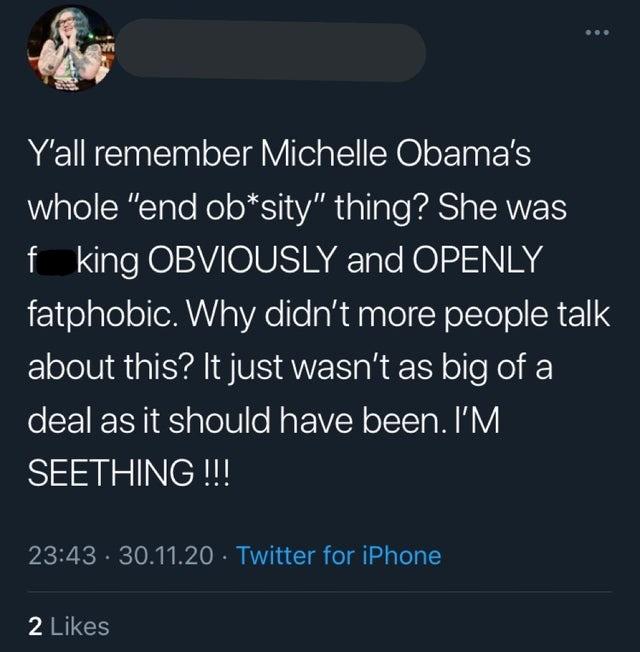 Y'all remember Michelle Obama's
whole "end ob*sity" thing? She was
f king OBVIOUSLY and OPENLY
fatphobic. Why didn't more people talk
about this? It just wasn't as big of a
deal as it should have been. I'M
SEETHING !!!
23:43 · 30.11.20 · Twitter for iPhone
2 Likes